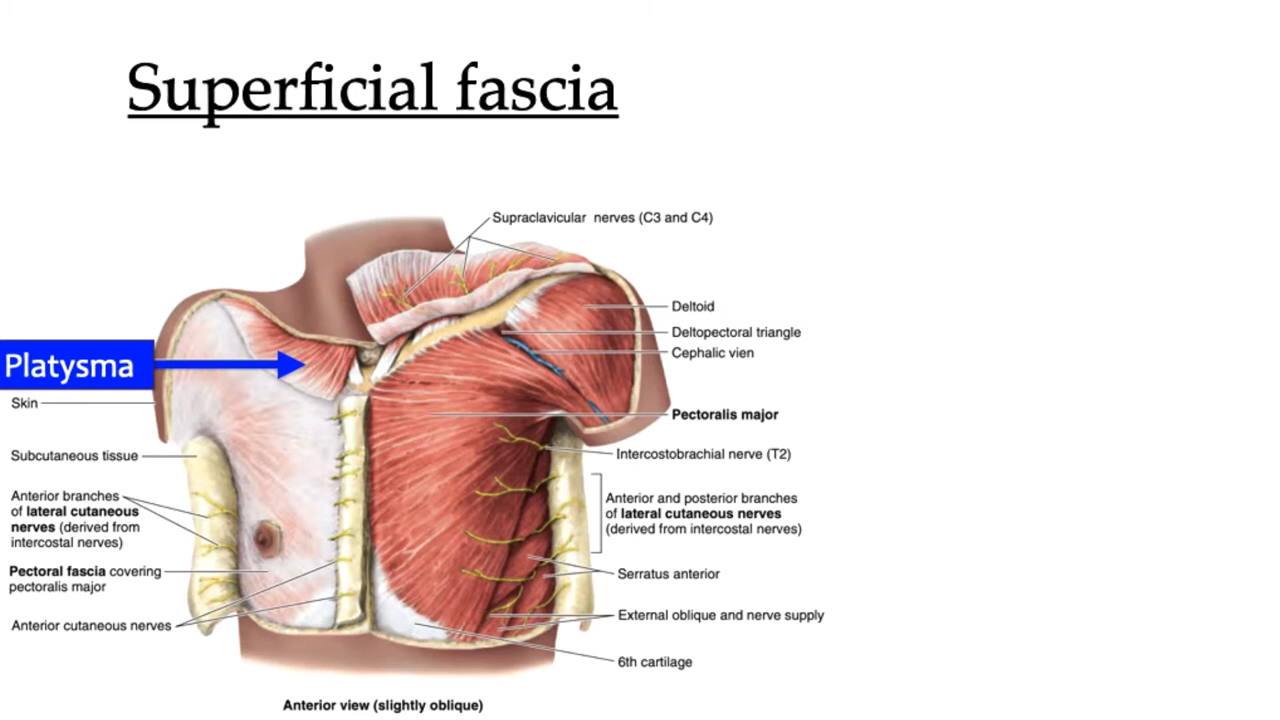 Superficial fascia
Supraclavicular nerves (C3 and C4)
Deltoid
Deltopectoral triangle
Cephalic vien
Pectoralis major
Intercostobrachial nerve (T2)
Anterior and posterior branches
of lateral cutaneous nerves
(derived from intercostal nerves)
Serratus anterior
External oblique and nerve supply
6th cartilage
Platysma
Skin
Subcutaneous tissue
Anterior branches
of lateral cutaneous
nerves (derived from
intercostal nerves)
Pectoral fascia covering
pectoralis major
Anterior cutaneous nerves
Anterior view (slightly oblique)